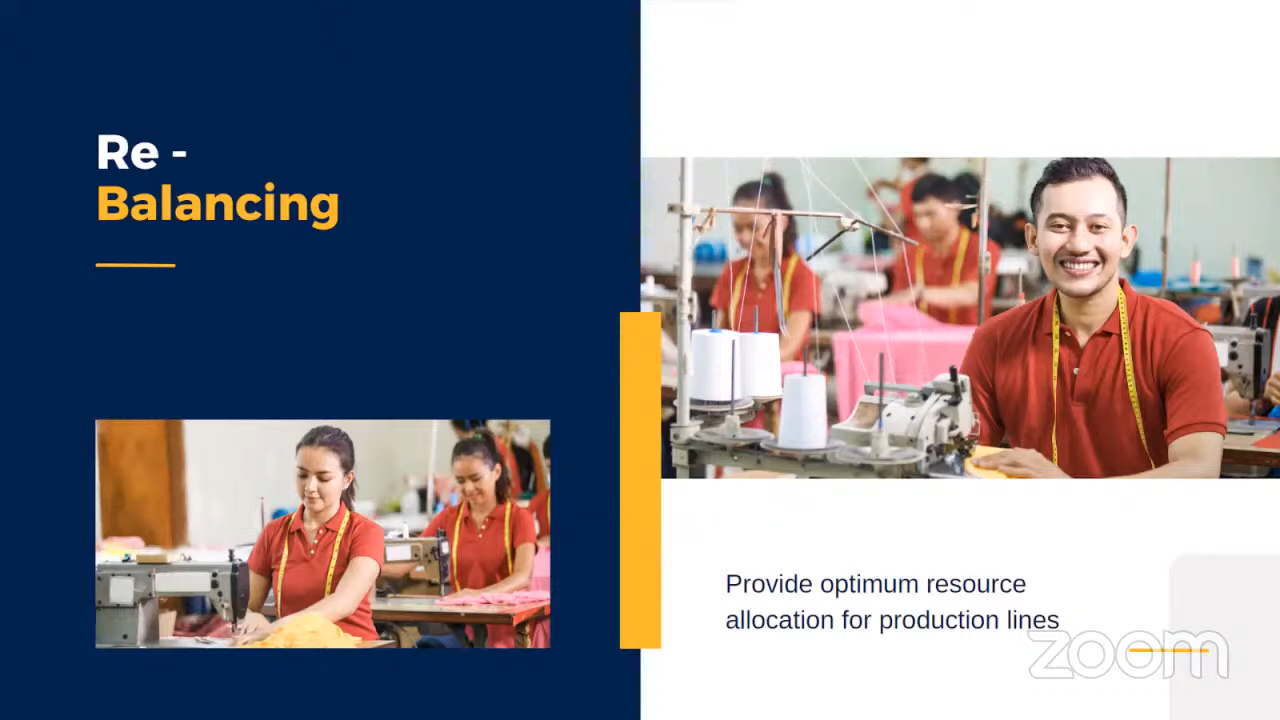 Re -
Balancing
Provide optimum resource
allocation for production lines
zoom